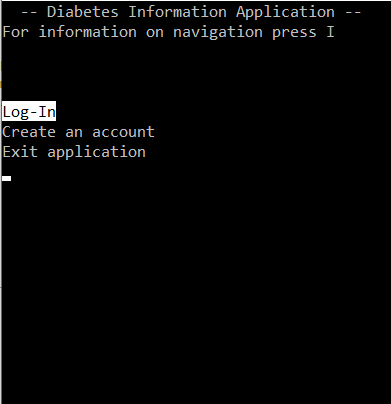 -- Diabetes Information Application --
For information on navigation press I
Log-In
Create an account
Exit application